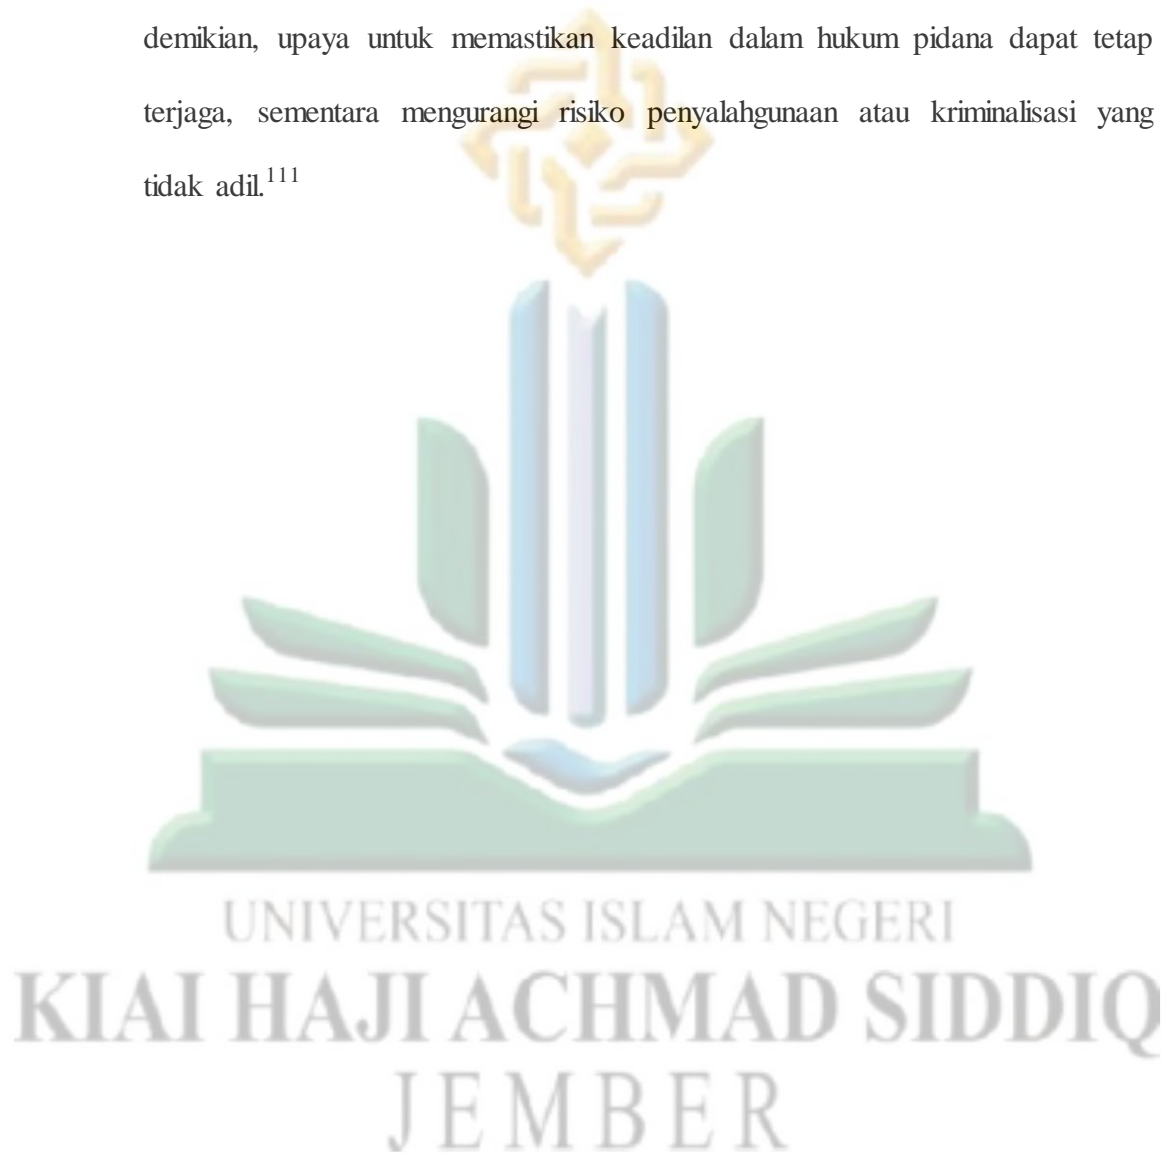 demikian, upaya untuk memastikan keadilan dalam hukum pidana dapat tetap
terjaga, sementara mengurangi risiko penyalahgunaan atau kriminalisasi yang
tidak adil.111
UNIVERSITAS ISLAM NEGERI
KIAI HAJI ACHMAD SIDDIQ
JEMBER